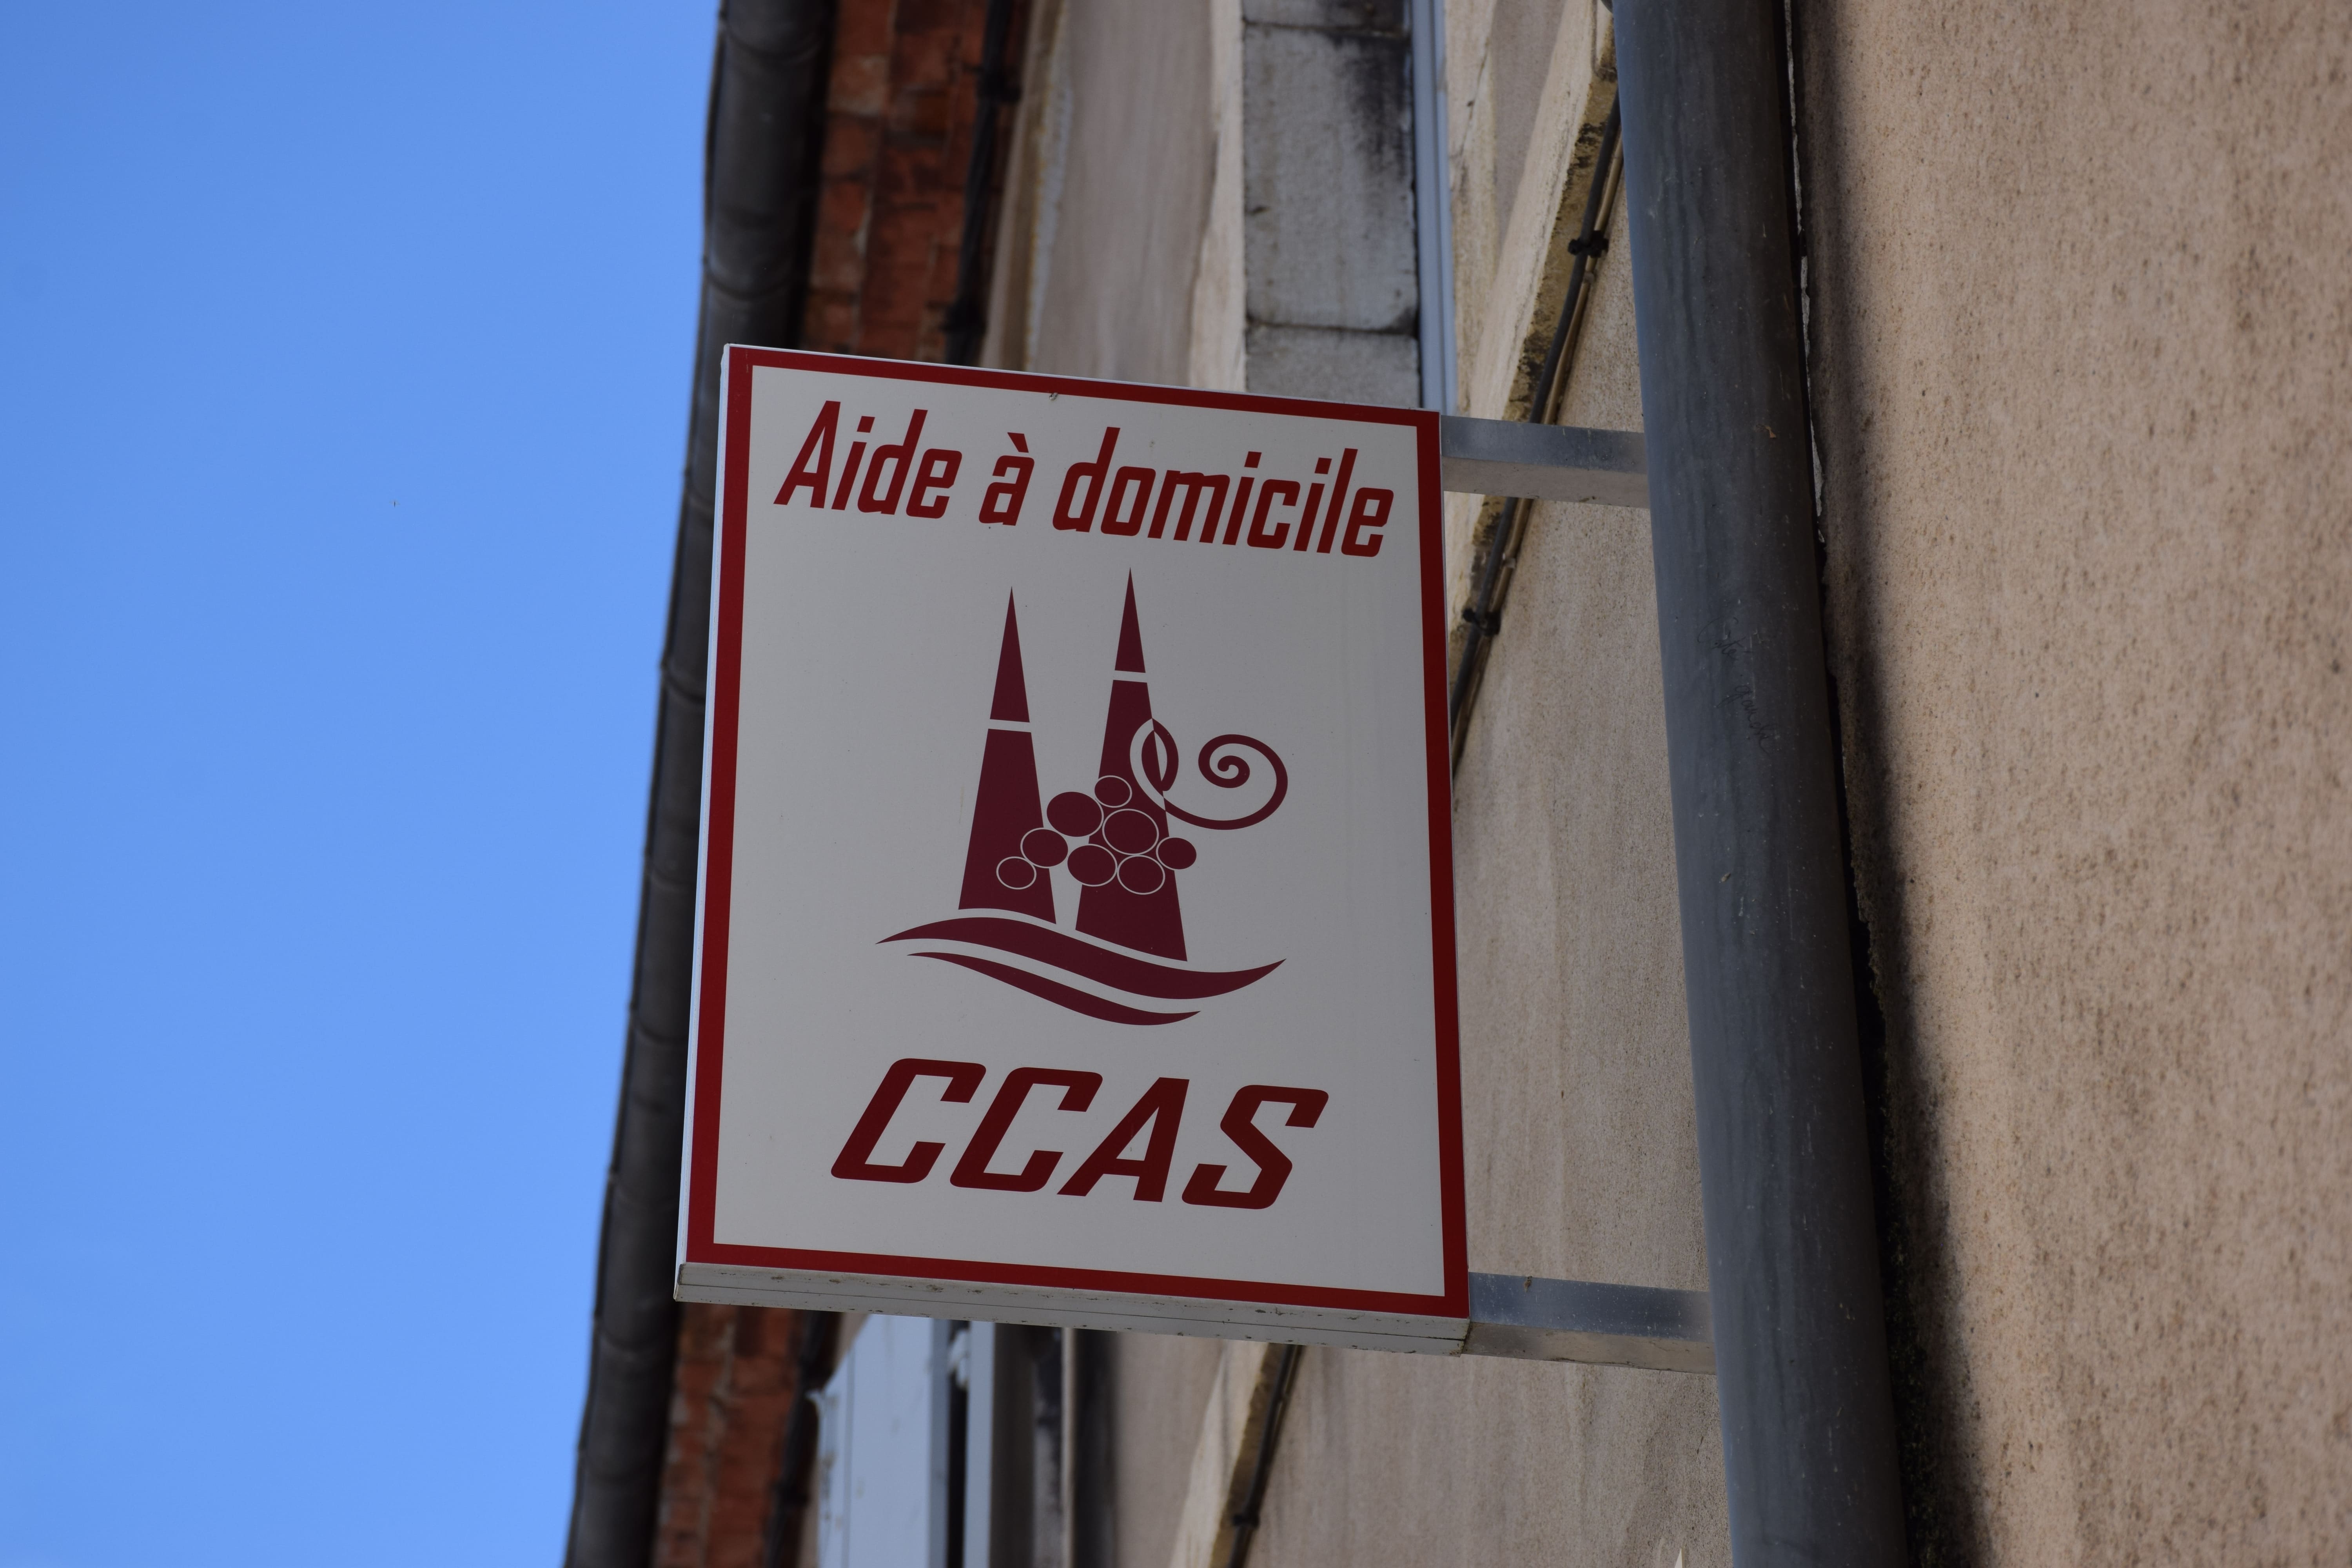 Aide à domicile
CCAS